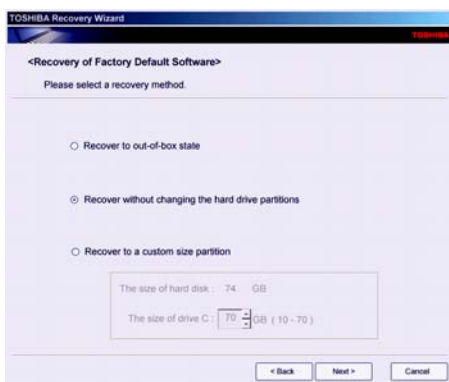 TOSHIBA Recovery Wizard
TOSHIBA
<Recovery of Factory Default Software>
Please select a recovery method.
Recover to out-of-box state
Recover without changing the hard drive partitions
Recover to a custom size partition
The size of hard disk : 74 GB
The size of drive C : 70 GB ( 10 - 70 )
< Back Next > Cancel